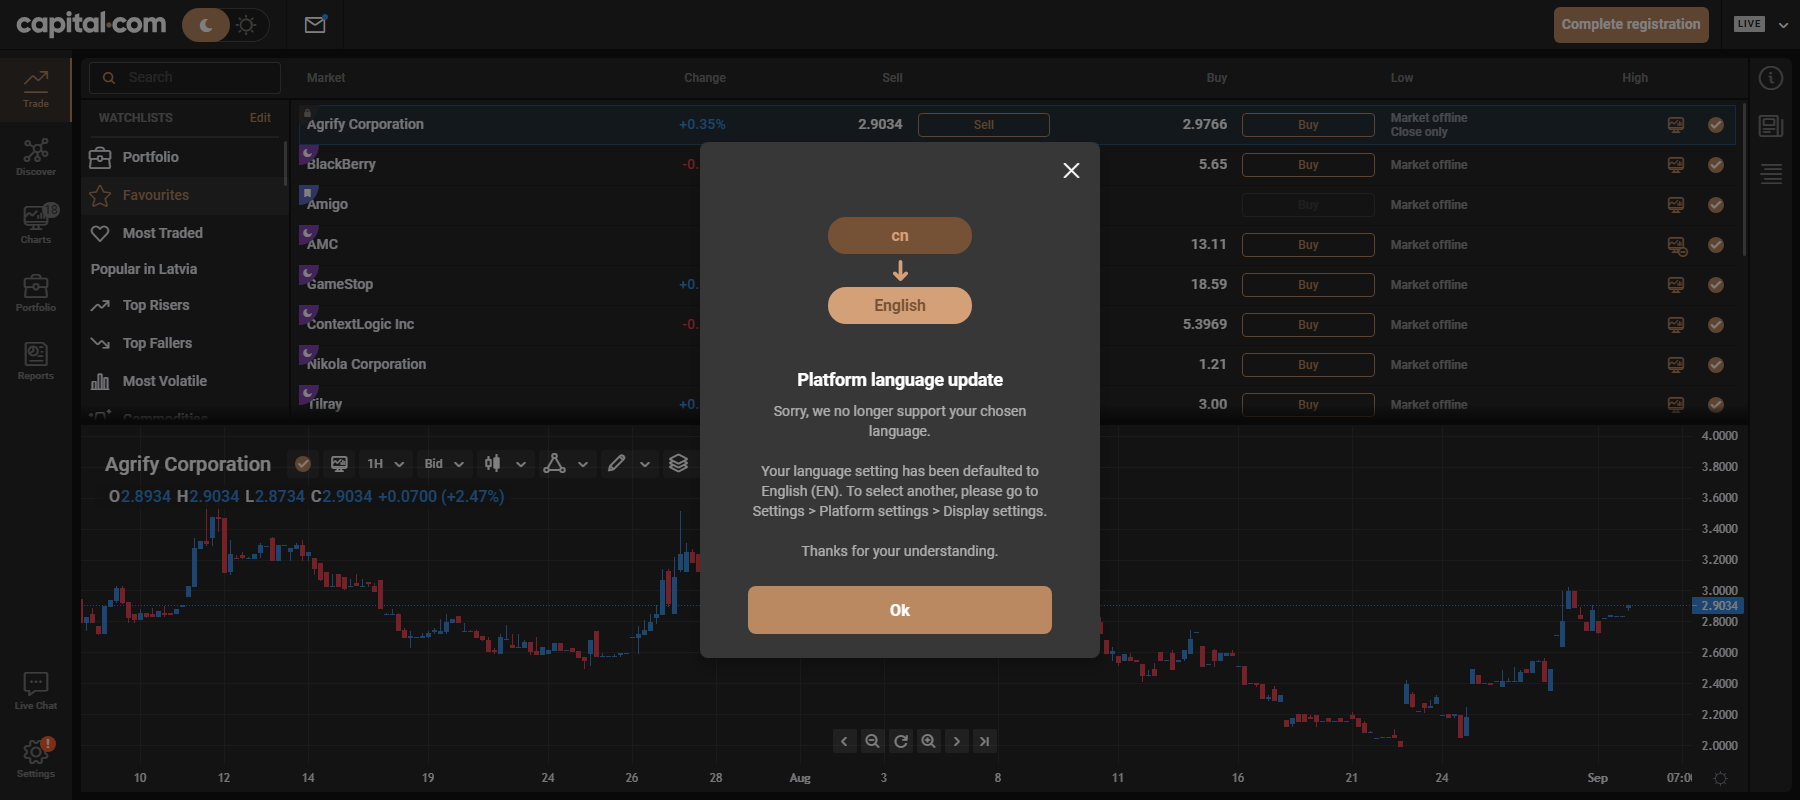 capital.com
Complete registration
LIVE
Search
Market
Change
Sell
Buy
Low
High
Trade
Discover
18
Charts
Portfolio
Reports
Live Chat
!
Settings
WATCHLISTS
Edit
Portfolio
Favourites
Most Traded
Popular in Latvia
Top Risers
Top Fallers
Most Volatile
Commodities
Agrify Corporation
+0.35%
2.9034
Sell
2.9766
Buy
Market offline
Close only
BlackBerry
-0.
5.65
Buy
Market offline
Amigo
Buy
Market offline
AMC
13.11
Buy
Market offline
GameStop
+0.
18.59
Buy
Market offline
ContextLogic Inc
-0.
5.3969
Buy
Market offline
Nikola Corporation
1.21
Buy
Market offline
Tilray
+0.
3.00
Buy
Market offline
cn
English
Platform language update
Sorry, we no longer support your chosen
language.
Your language setting has been defaulted to
English (EN). To select another, please go to
Settings > Platform settings > Display settings.
Thanks for your understanding.
Ok
Agrify Corporation
1H
Bid
O2.8934 H2.9034 L2.8734 C2.9034 +0.0700 (+2.47%)
4.0000
3.8000
3.6000
3.4000
3.2000
3.0000
2.9034
2.8000
2.6000
2.4000
2.2000
2.0000
10
12
14
19
24
26
28
Aug
3
8
11
16
21
24
Sep
07:00